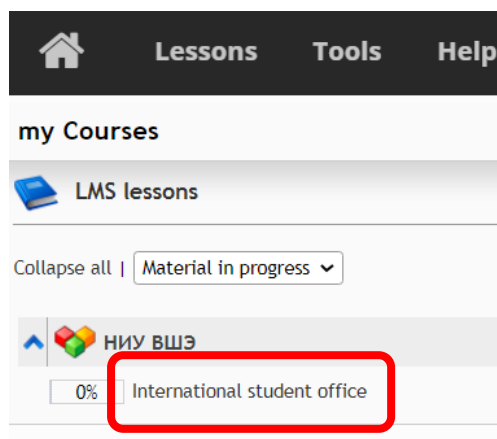 Lessons Tools Help
my Courses
LMS lessons
Collapse all | Material in progress
НИУ ВШЭ
0% International student office